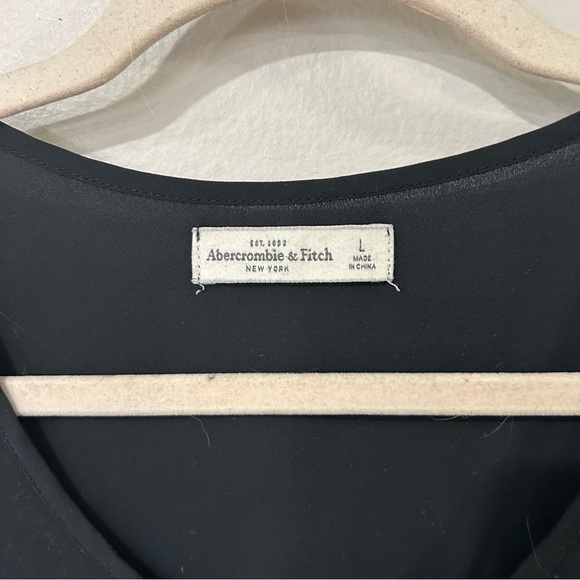 EST. 1892
Abercrombie & Fitch
NEW YORK
L
MADE
IN CHINA